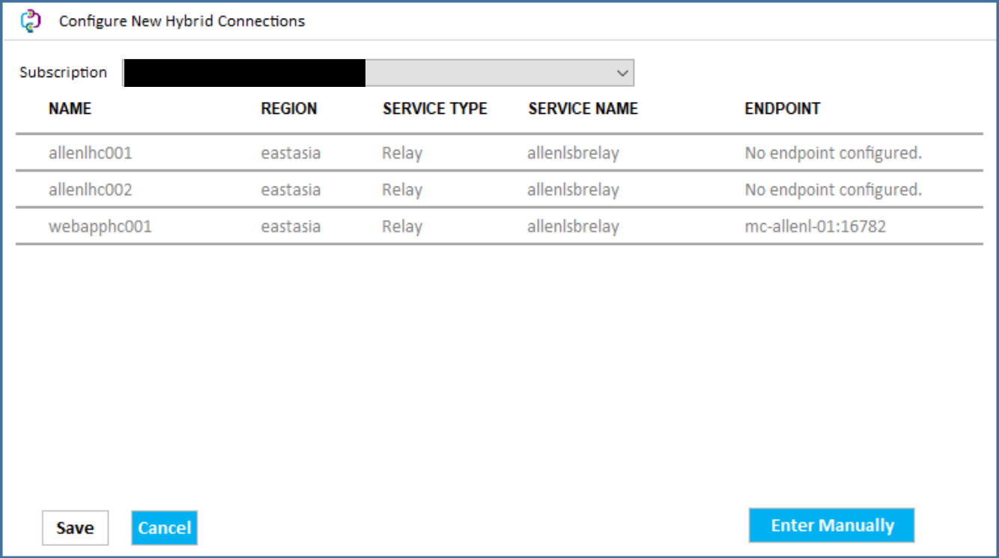 Configure New Hybrid Connections
Subscription
NAME REGION SERVICE TYPE SERVICE NAME ENDPOINT
allenlhc001 eastasia Relay allenlsbrelay No endpoint configured.
allenlhc002 eastasia Relay allenlsbrelay No endpoint configured.
webapphc001 eastasia Relay allenlsbrelay mc-allenl-01:16782
Save Cancel Enter Manually